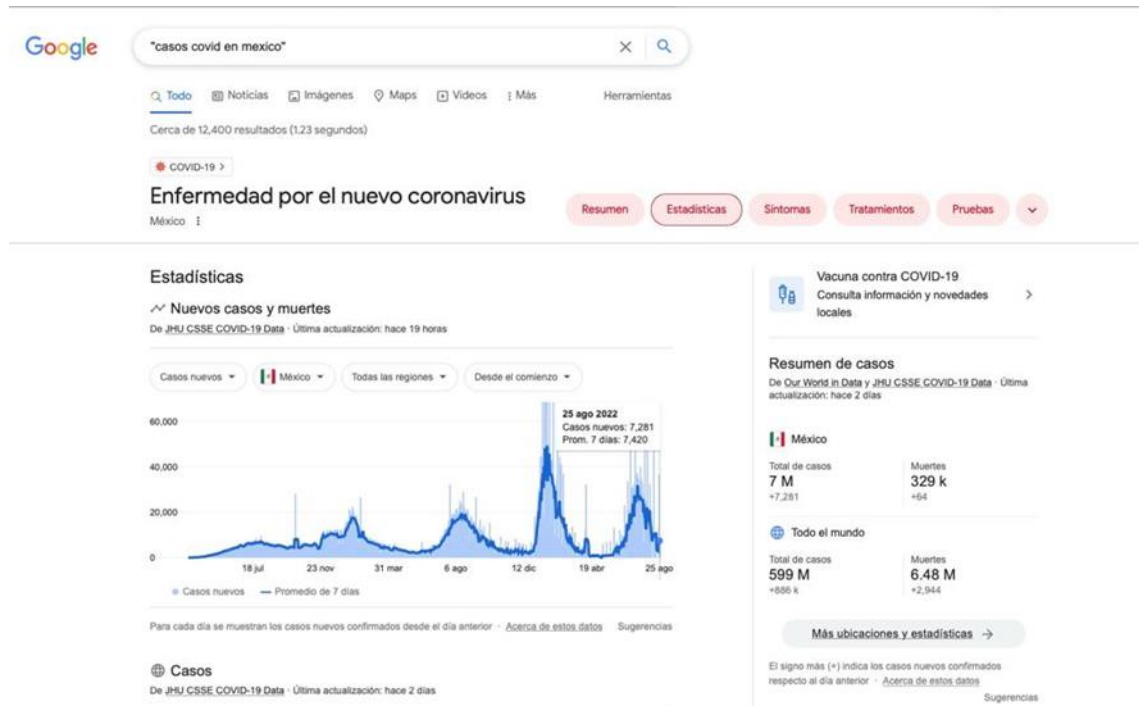 Google
"casos covid en mexico"
Todo Noticias Imágenes Maps Videos Más Herramientas
Cerca de 12,400 resultados (1.23 segundos)
COVID-19
Enfermedad por el nuevo coronavirus
México
Resumen Estadísticas Síntomas Tratamientos Pruebas
Estadísticas
Nuevos casos y muertes
De JHU CSSE COVID-19 Data · Última actualización: hace 19 horas
Casos nuevos México Todas las regiones Desde el comienzo
60,000
40,000
20,000
0
25 ago 2022
Casos nuevos: 7,281
Prom. 7 días: 7,420
18 jul 23 nov 31 mar 6 ago 12 dic 19 abr 25 ago
Casos nuevos Promedio de 7 días
Para cada día se muestran los casos nuevos confirmados desde el día anterior · Acerca de estos datos Sugerencias
Casos
De JHU CSSE COVID-19 Data · Última actualización: hace 2 días
Vacuna contra COVID-19
Consulta información y novedades
locales
Resumen de casos
De Our World in Data y JHU CSSE COVID-19 Data · Última
actualización: hace 2 días
México
Total de casos Muertes
7 M 329 k
+7,281 +64
Todo el mundo
Total de casos Muertes
599 M 6.48 M
+886 k +2,944
Más ubicaciones y estadísticas →
El signo más (+) indica los casos nuevos confirmados
respecto al día anterior · Acerca de estos datos
Sugerencias